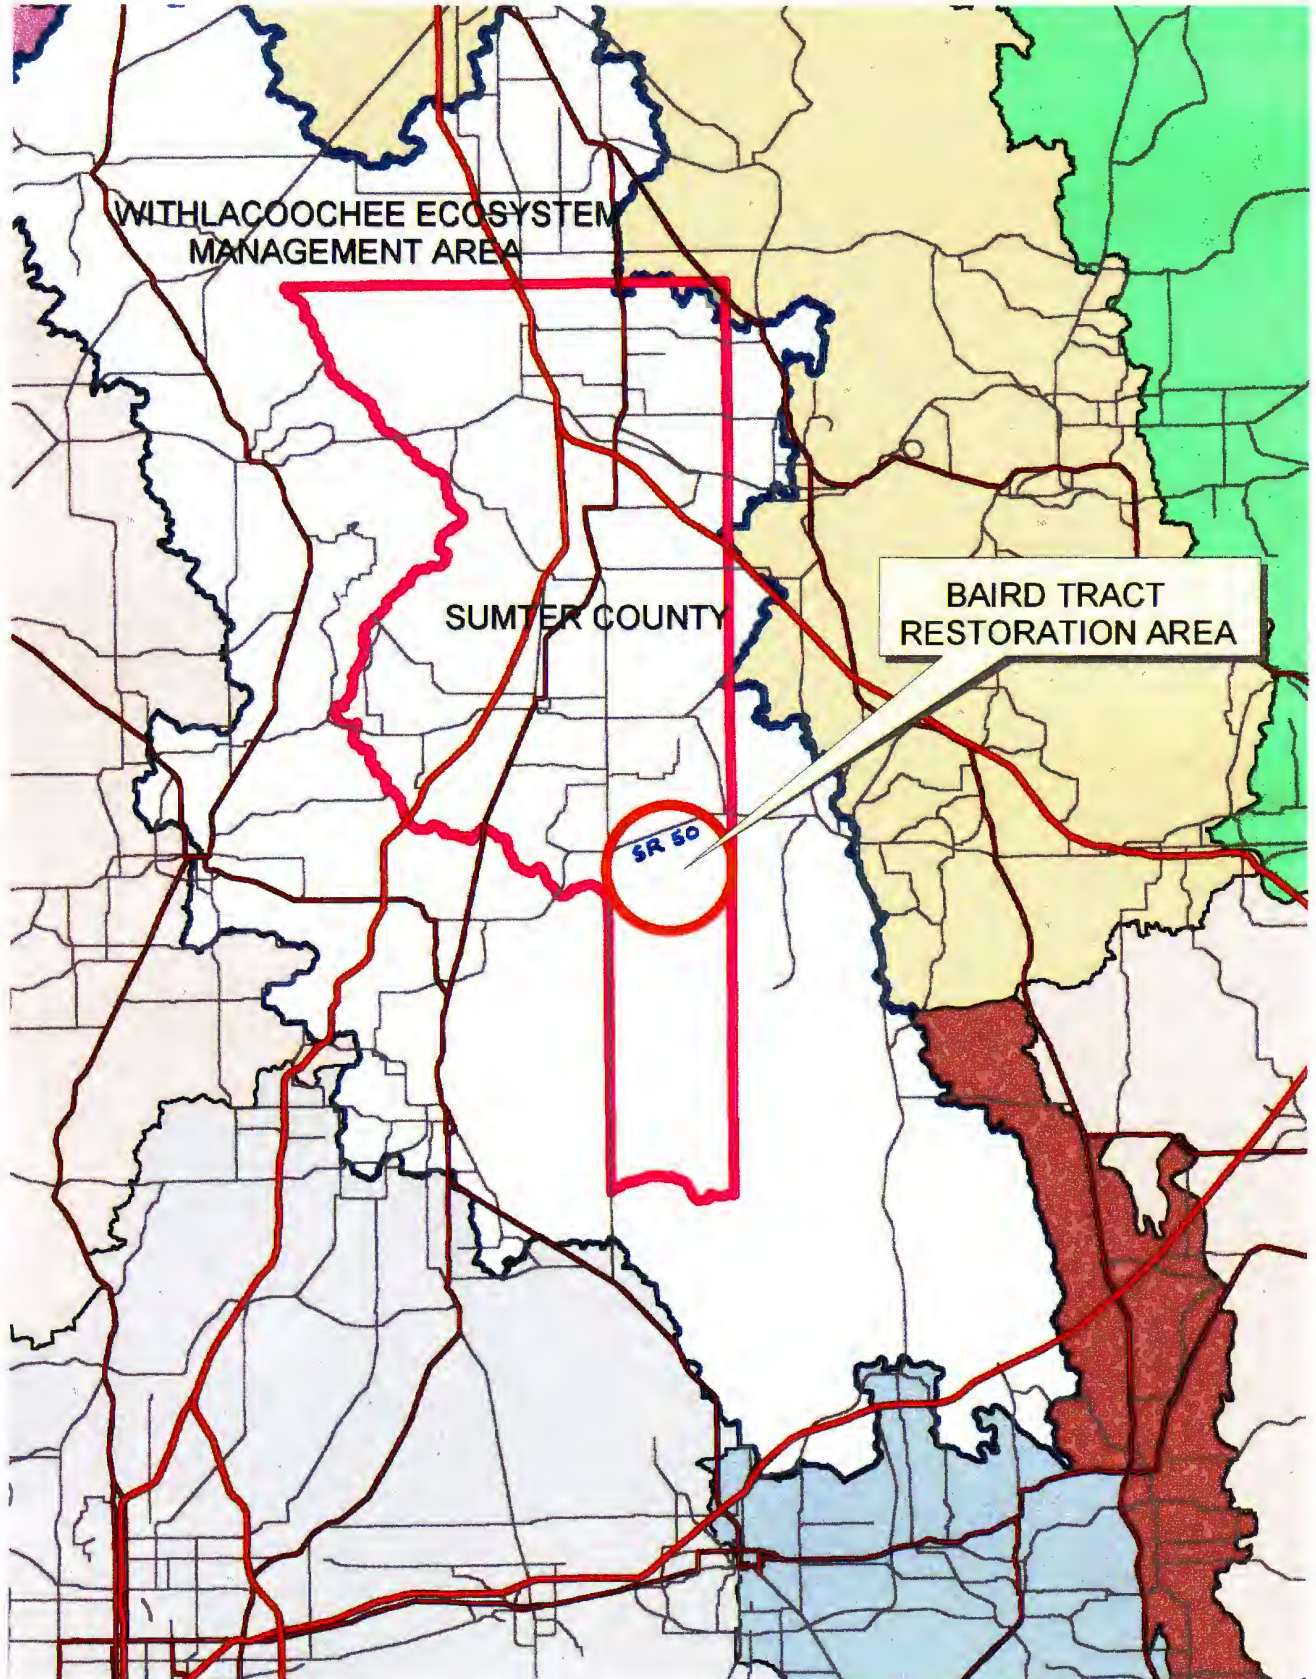 WITHLACOOCHEE ECOSYSTEM
MANAGEMENT AREA
SUMTER COUNTY
BAIRD TRACT
RESTORATION AREA
SR 50